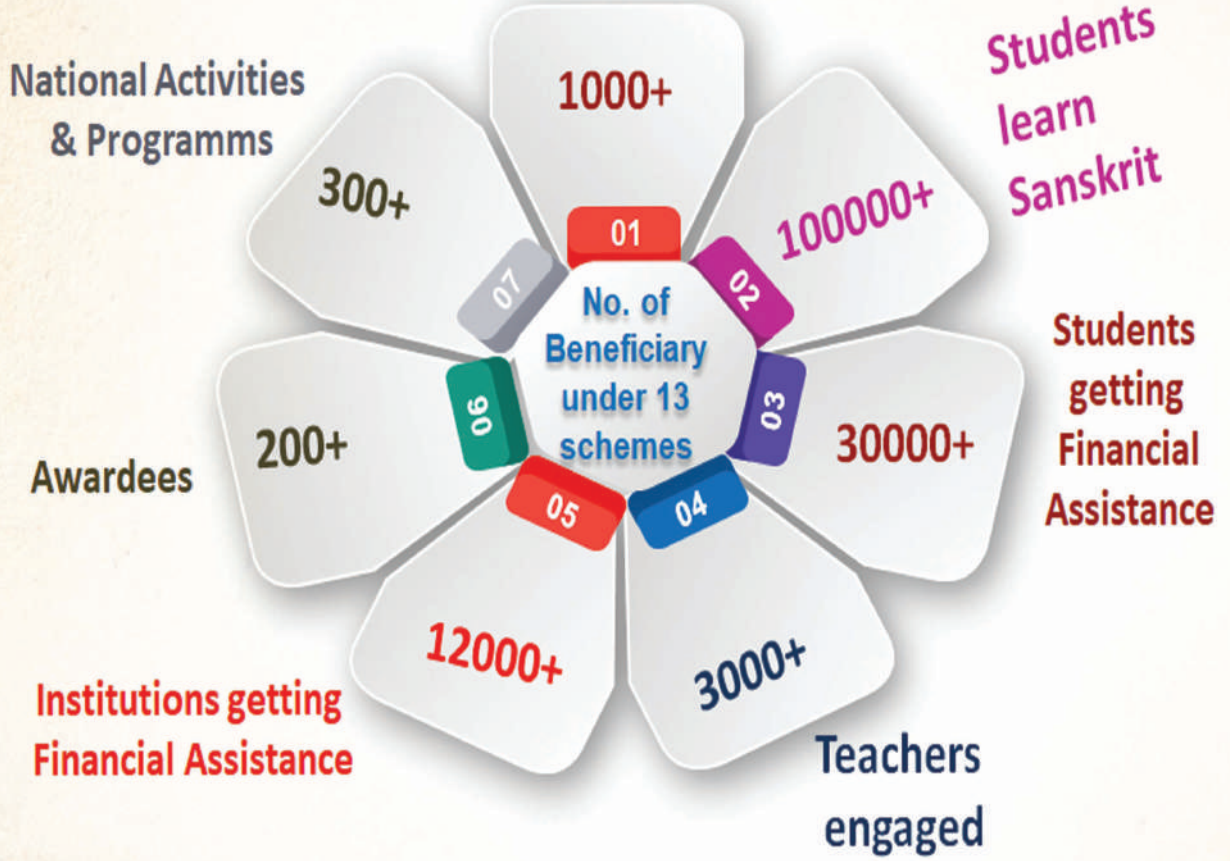 1000+
01
Students
learn
Sanskrit
100000+
02
Students
getting
Financial
Assistance
30000+
03
3000+
04
Teachers
engaged
12000+
05
Institutions getting
Financial Assistance
200+
06
Awardees
National Activities
& Programms
300+
07
No. of
Beneficiary
under 13
schemes